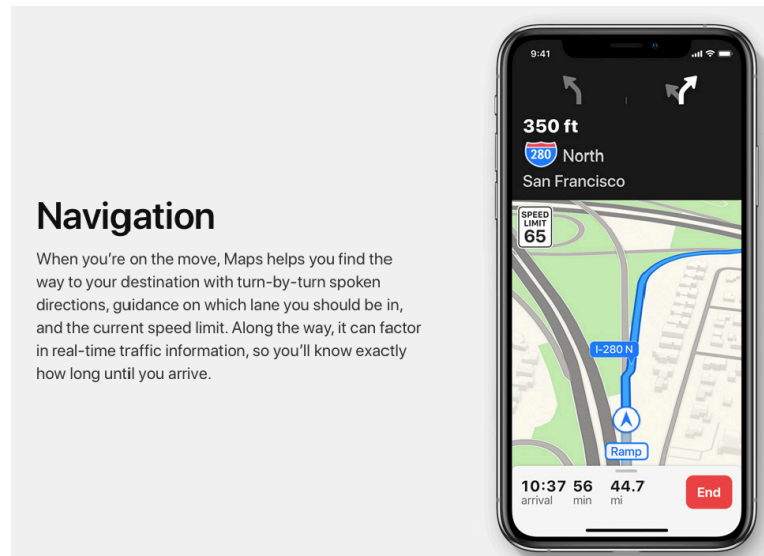 Navigation
When you're on the move, Maps helps you find the
way to your destination with turn-by-turn spoken
directions, guidance on which lane you should be in,
and the current speed limit. Along the way, it can factor
in real-time traffic information, so you'll know exactly
how long until you arrive.
9:41
350 ft
280 North
San Francisco
SPEED
LIMIT
65
I-280 N
Ramp
10:37 56 44.7
arrival min mi
End